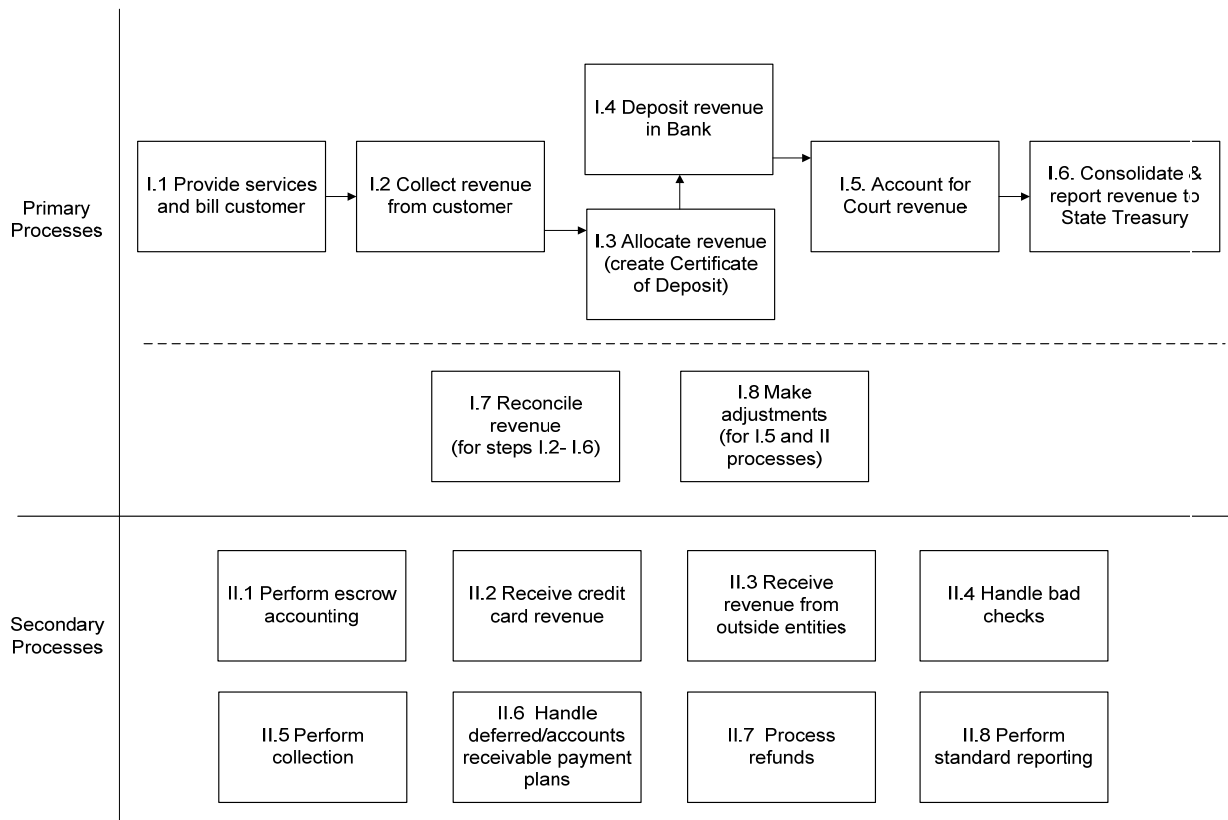 Primary
Processes
I.1 Provide services
and bill customer
I.2 Collect revenue
from customer
I.4 Deposit revenue
in Bank
I.3 Allocate revenue
(create Certificate
of Deposit)
I.5. Account for
Court revenue
I.6. Consolidate &
report revenue to
State Treasury
I.7 Reconcile
revenue
(for steps I.2- I.6)
I.8 Make
adjustments
(for I.5 and II
processes)
Secondary
Processes
II.1 Perform escrow
accounting
II.2 Receive credit
card revenue
II.3 Receive
revenue from
outside entities
II.4 Handle bad
checks
II.5 Perform
collection
II.6 Handle
deferred/accounts
receivable payment
plans
II.7 Process
refunds
II.8 Perform
standard reporting